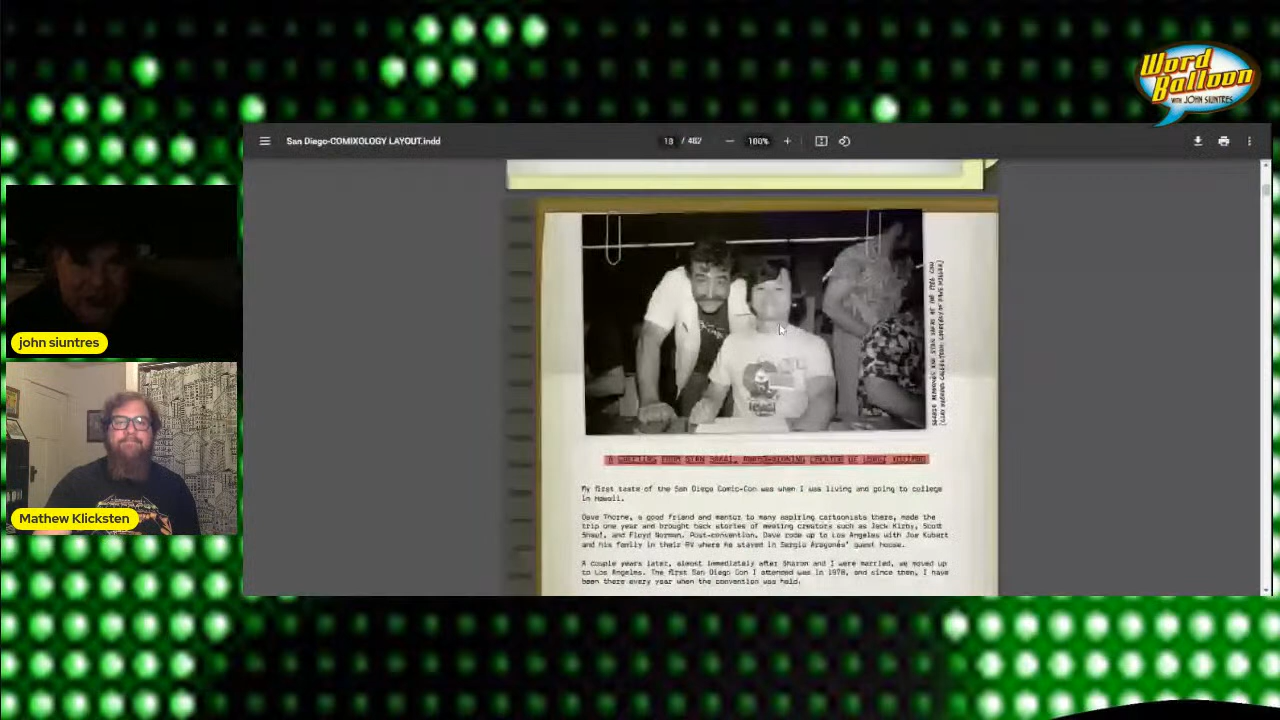 Word
Balloon
WITH JOHN SIUNTRES
San Diego-COMIXOLOGY LAYOUT.indd
18 / 482
100%
My first taste of the San Diego Comic-Con was when I was living and going to college
in Hawaii.
Dave Thorne, a good friend and mentor to many aspiring cartoonists there, made the
trip one year and brought back stories of meeting creators such as Jack Kirby, Scott
Shaw!, and Floyd Norman. Post-convention, Dave rode up to Los Angeles with Joe Kubert
and his family in their RV where he stayed in Sergio Aragonés' guest house.
A couple years later, almost immediately after Sharon and I were married, we moved up
to Los Angeles. The first San Diego Con I attended was in 1978, and since then, I have
been there every year when the convention was held.
john siuntres
Mathew Klicksten